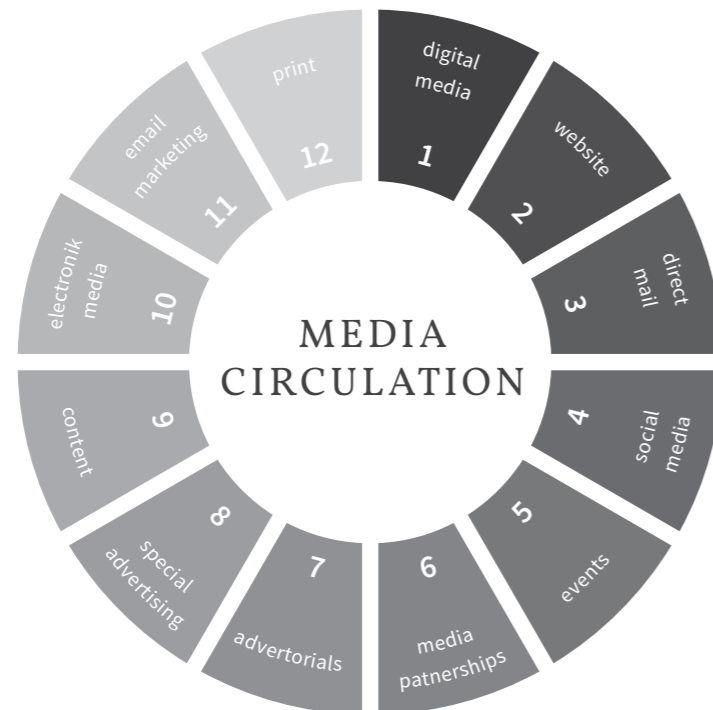 MEDIA
CIRCULATION
digital
media
1
website
2
direct
mail
3
social
media
4
events
5
media
patnerships
6
advertorials
7
special
advertising
8
content
9
electronik
media
10
email
marketing
11
print
12